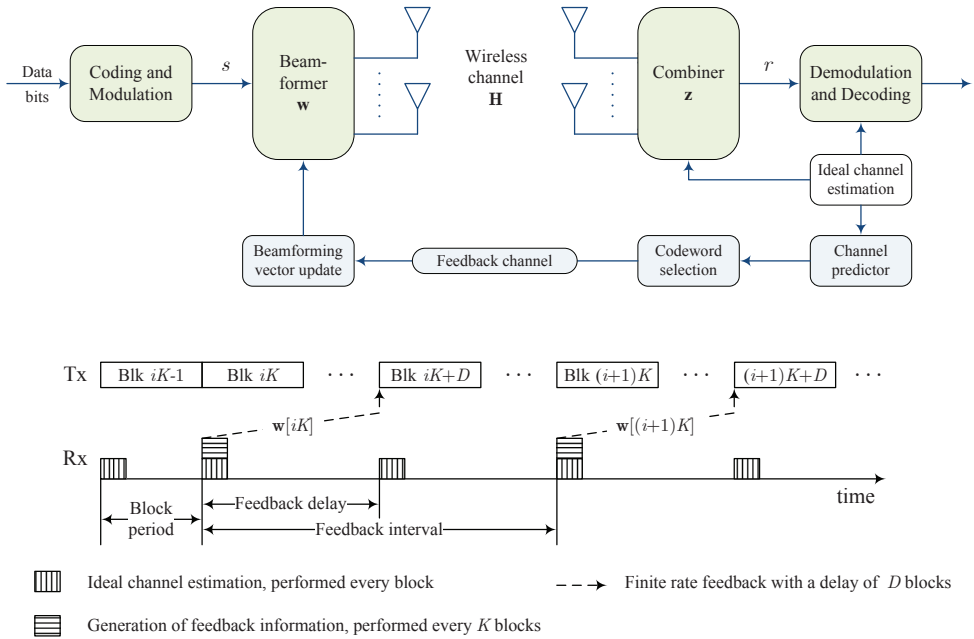 Data
bits
Coding and
Modulation
s
Beam-
former
w
Wireless
channel
H
Combiner
z
r
Demodulation
and Decoding
Ideal channel
estimation
Beamforming
vector update
Feedback channel
Codeword
selection
Channel
predictor
Tx
Blk iK-1
Blk iK
· · ·
Blk iK+D
· · ·
Blk (i+1)K
· · ·
(i+1)K+D
· · ·
w[iK]
w[(i+1)K]
Rx
time
Block
period
Feedback delay
Feedback interval
Ideal channel estimation, performed every block
Finite rate feedback with a delay of D blocks
Generation of feedback information, performed every K blocks